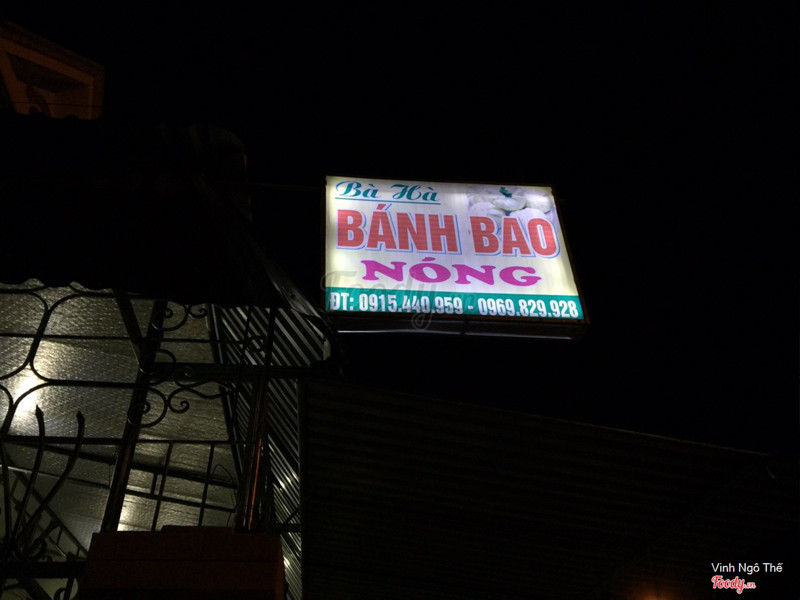 Bà Hà
BÁNH BAO
NÓNG
ĐT: 0915.440.959 - 0969.829.928
Vinh Ngô Thế
Foody.vn